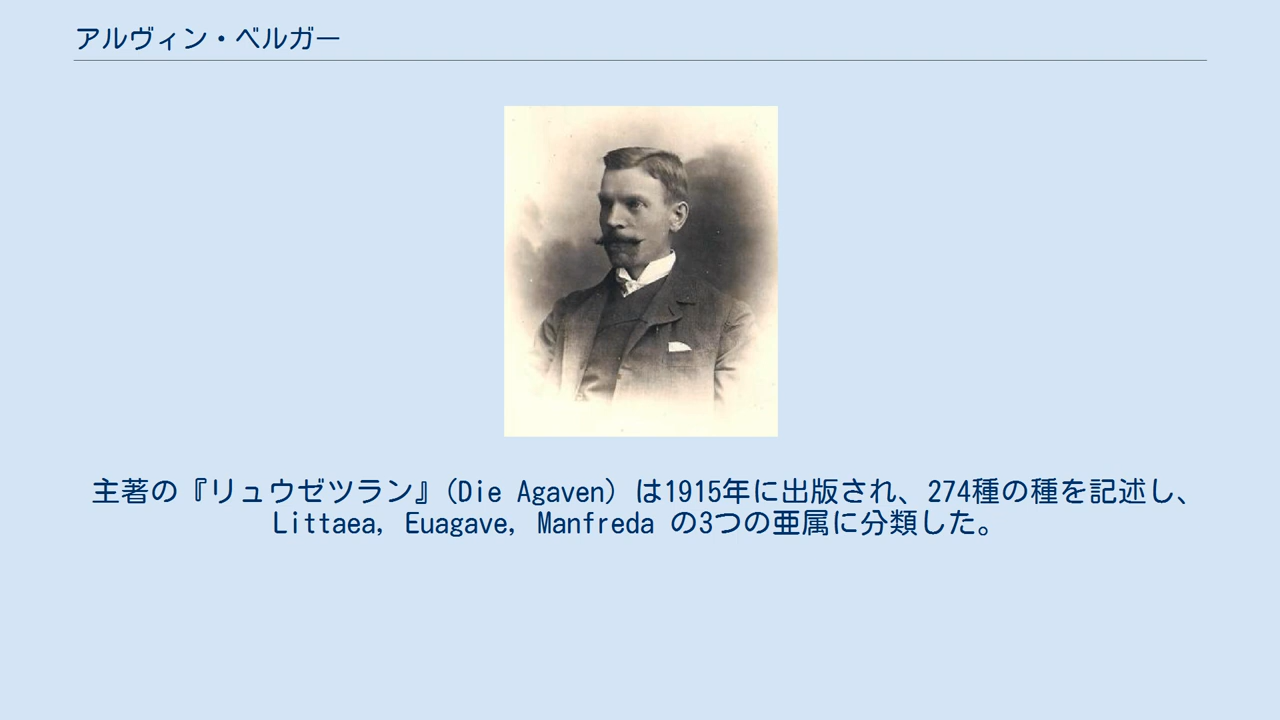 アルヴィン・ベルガー
主著の『リュウゼツラン』(Die Agaven) は1915年に出版され、274種の種を記述し、
Littaea, Euagave, Manfreda の3つの亜属に分類した。